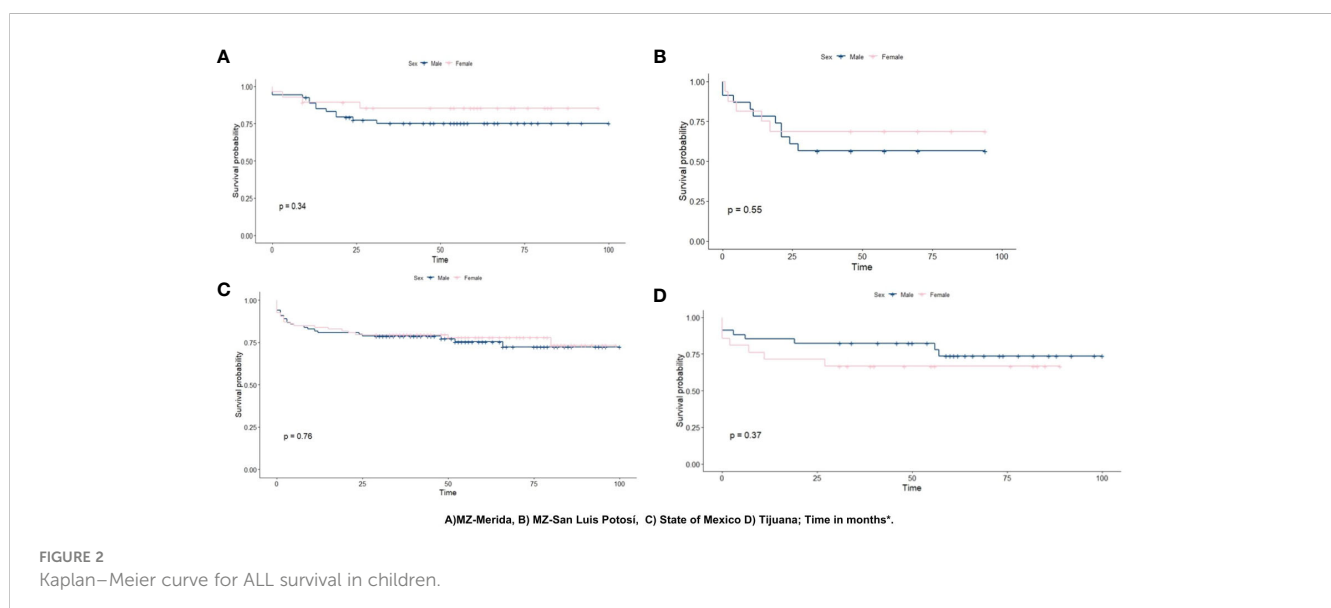 A
Sex Male Female
1.00
0.75
0.50
0.25
0.00
Survival probability
p = 0.34
0 25 50 75 100
Time
B
Sex Male Female
1.00
0.75
0.50
0.25
0.00
Survival probability
p = 0.55
0 25 50 75 100
Time
C
Sex Male Female
1.00
0.75
0.50
0.25
0.00
Survival probability
p = 0.76
0 25 50 75 100
Time
D
Sex Male Female
1.00
0.75
0.50
0.25
0.00
Survival probability
p = 0.37
0 25 50 75 100
Time
A)MZ-Merida, B) MZ-San Luis Potosí, C) State of Mexico D) Tijuana; Time in months*.
FIGURE 2
Kaplan–Meier curve for ALL survival in children.